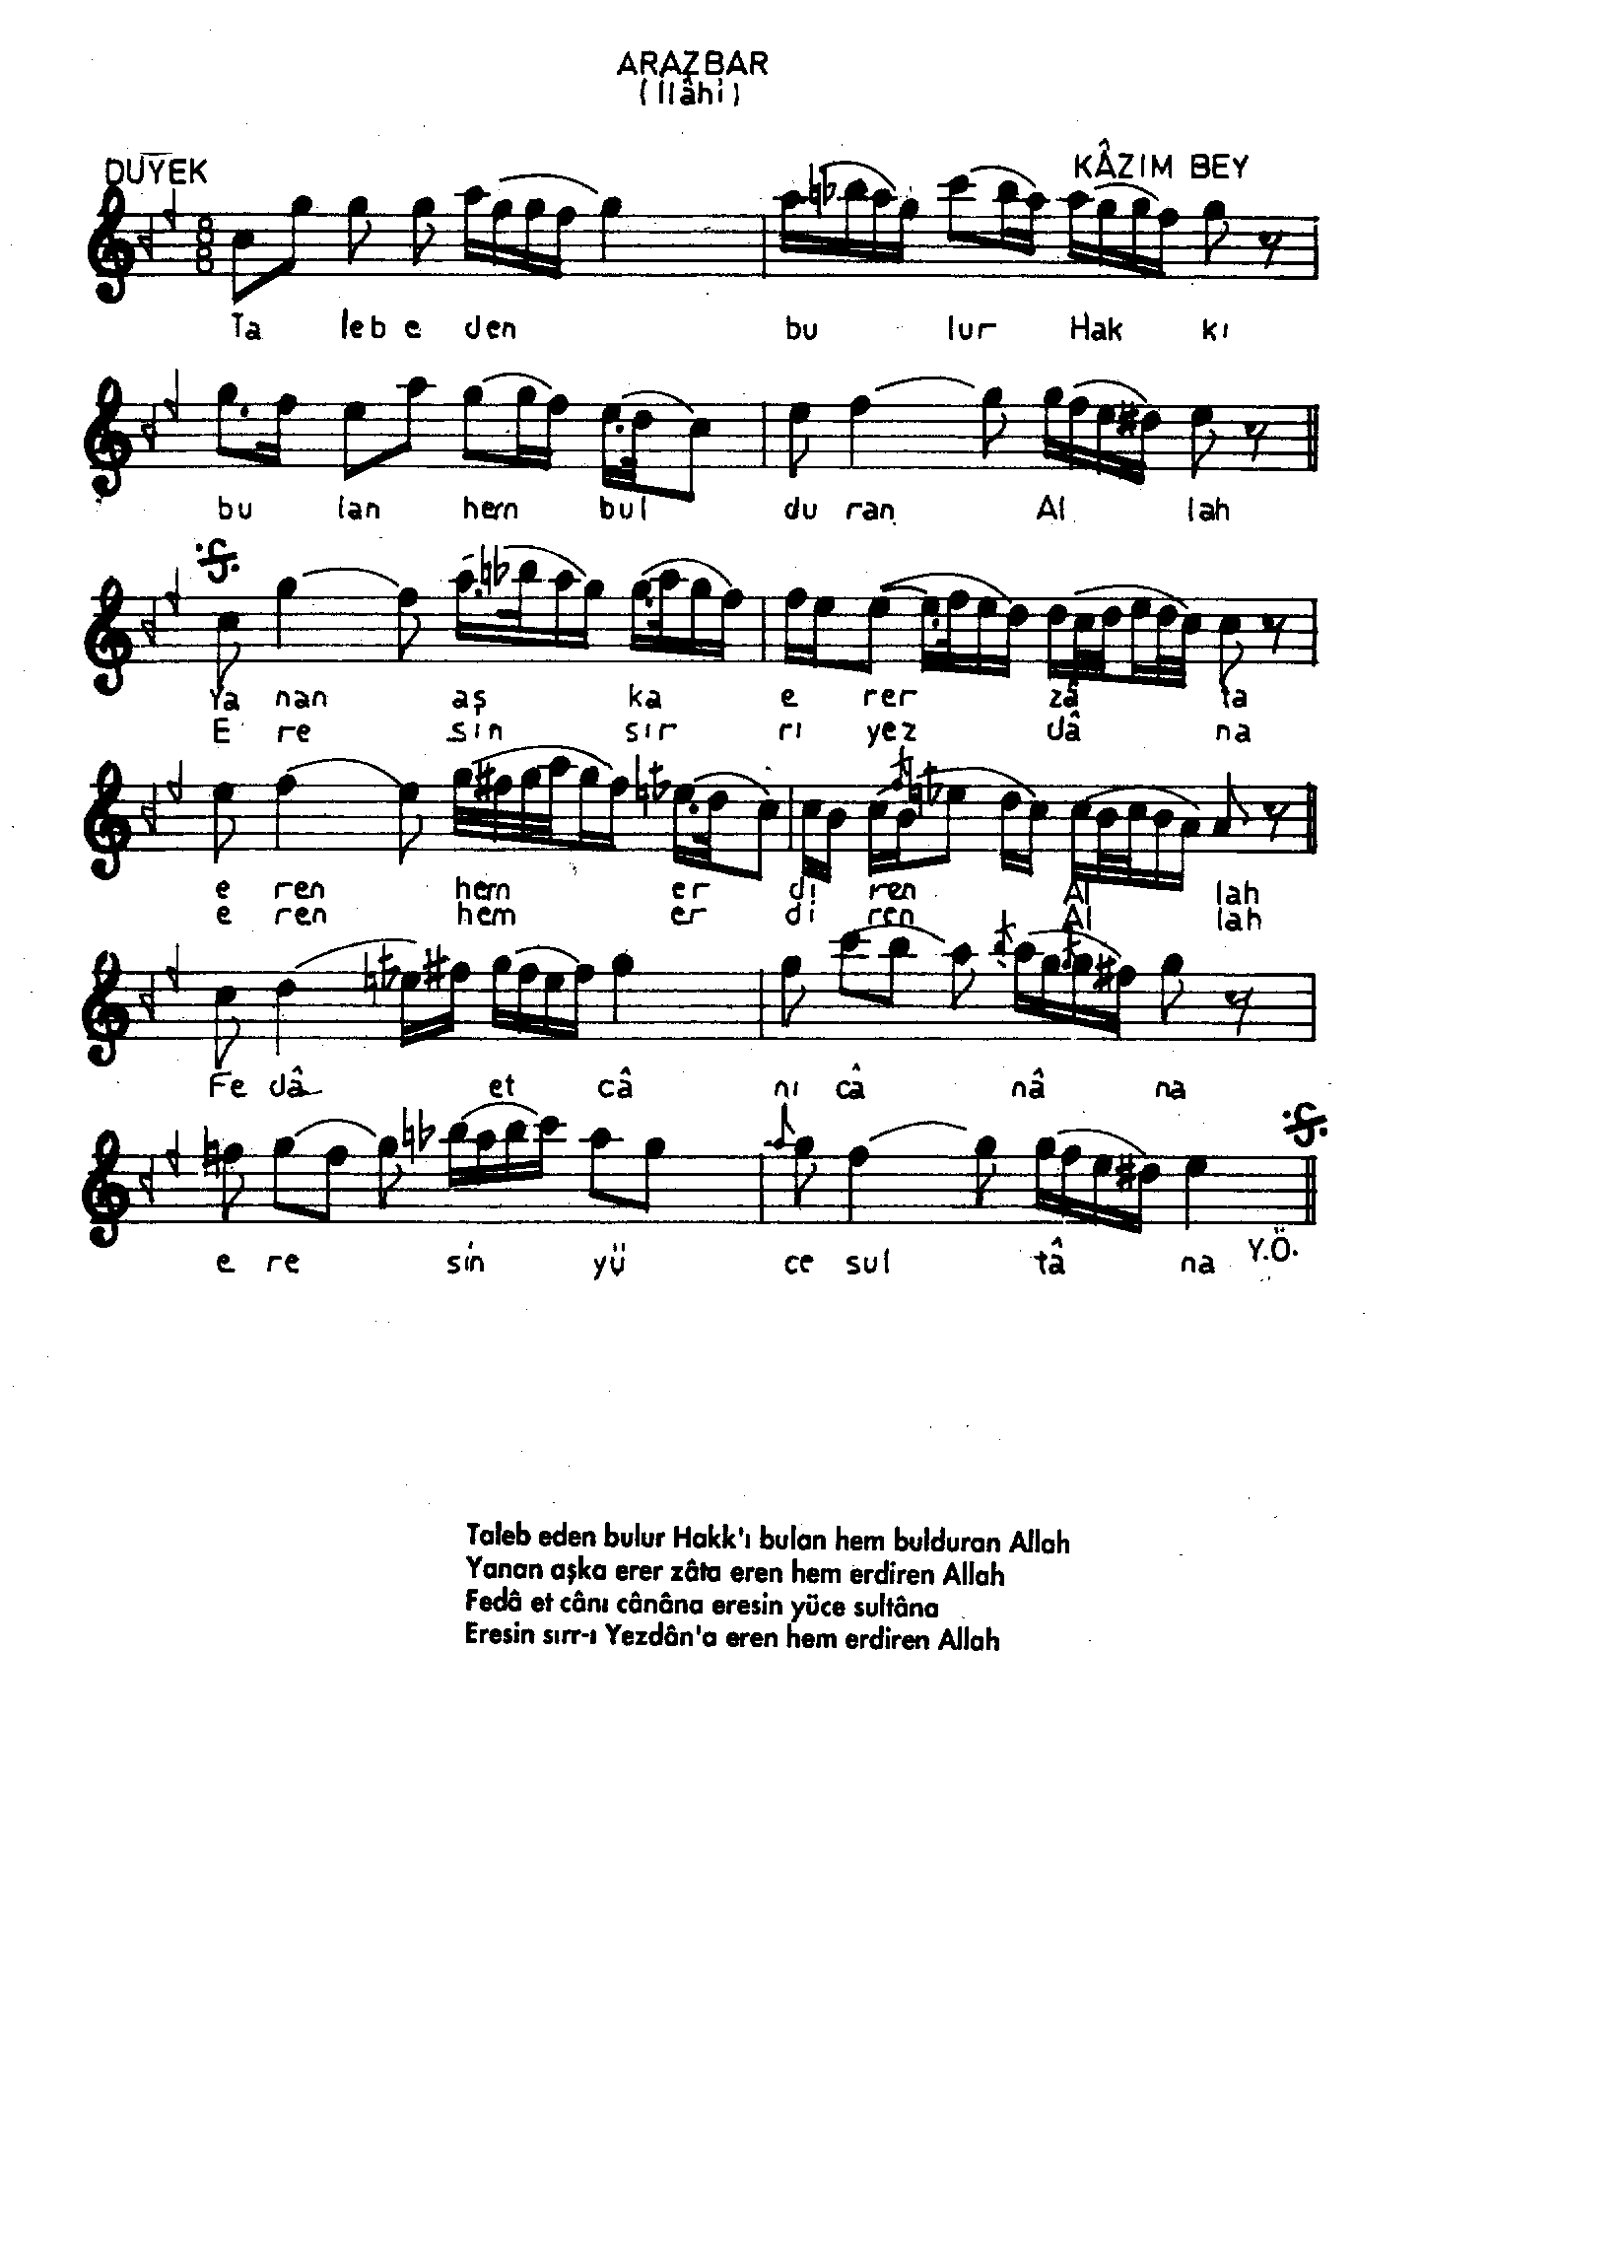 ARAZBAR
(İlâhi)
DUYEK
KÂZIM BEY
8
8
Ta leb e den bu lur Hak kı
bu lan hem bul du ran Al lah
Ya nan aş ka e rer zâ ta
E re sin sır rı yez dâ na
e ren hem er di ren Al lah
e ren hem er di ren Al lah
Fe dâ et câ nı câ nâ na
e re sin yü ce sul tâ na Y.Ö.
Taleb eden bulur Hakk'ı bulan hem bulduran Allah
Yanan aşka erer zâta eren hem erdiren Allah
Fedâ et cânı cânâna eresin yüce sultâna
Eresin sırr-ı Yezdân'a eren hem erdiren Allah